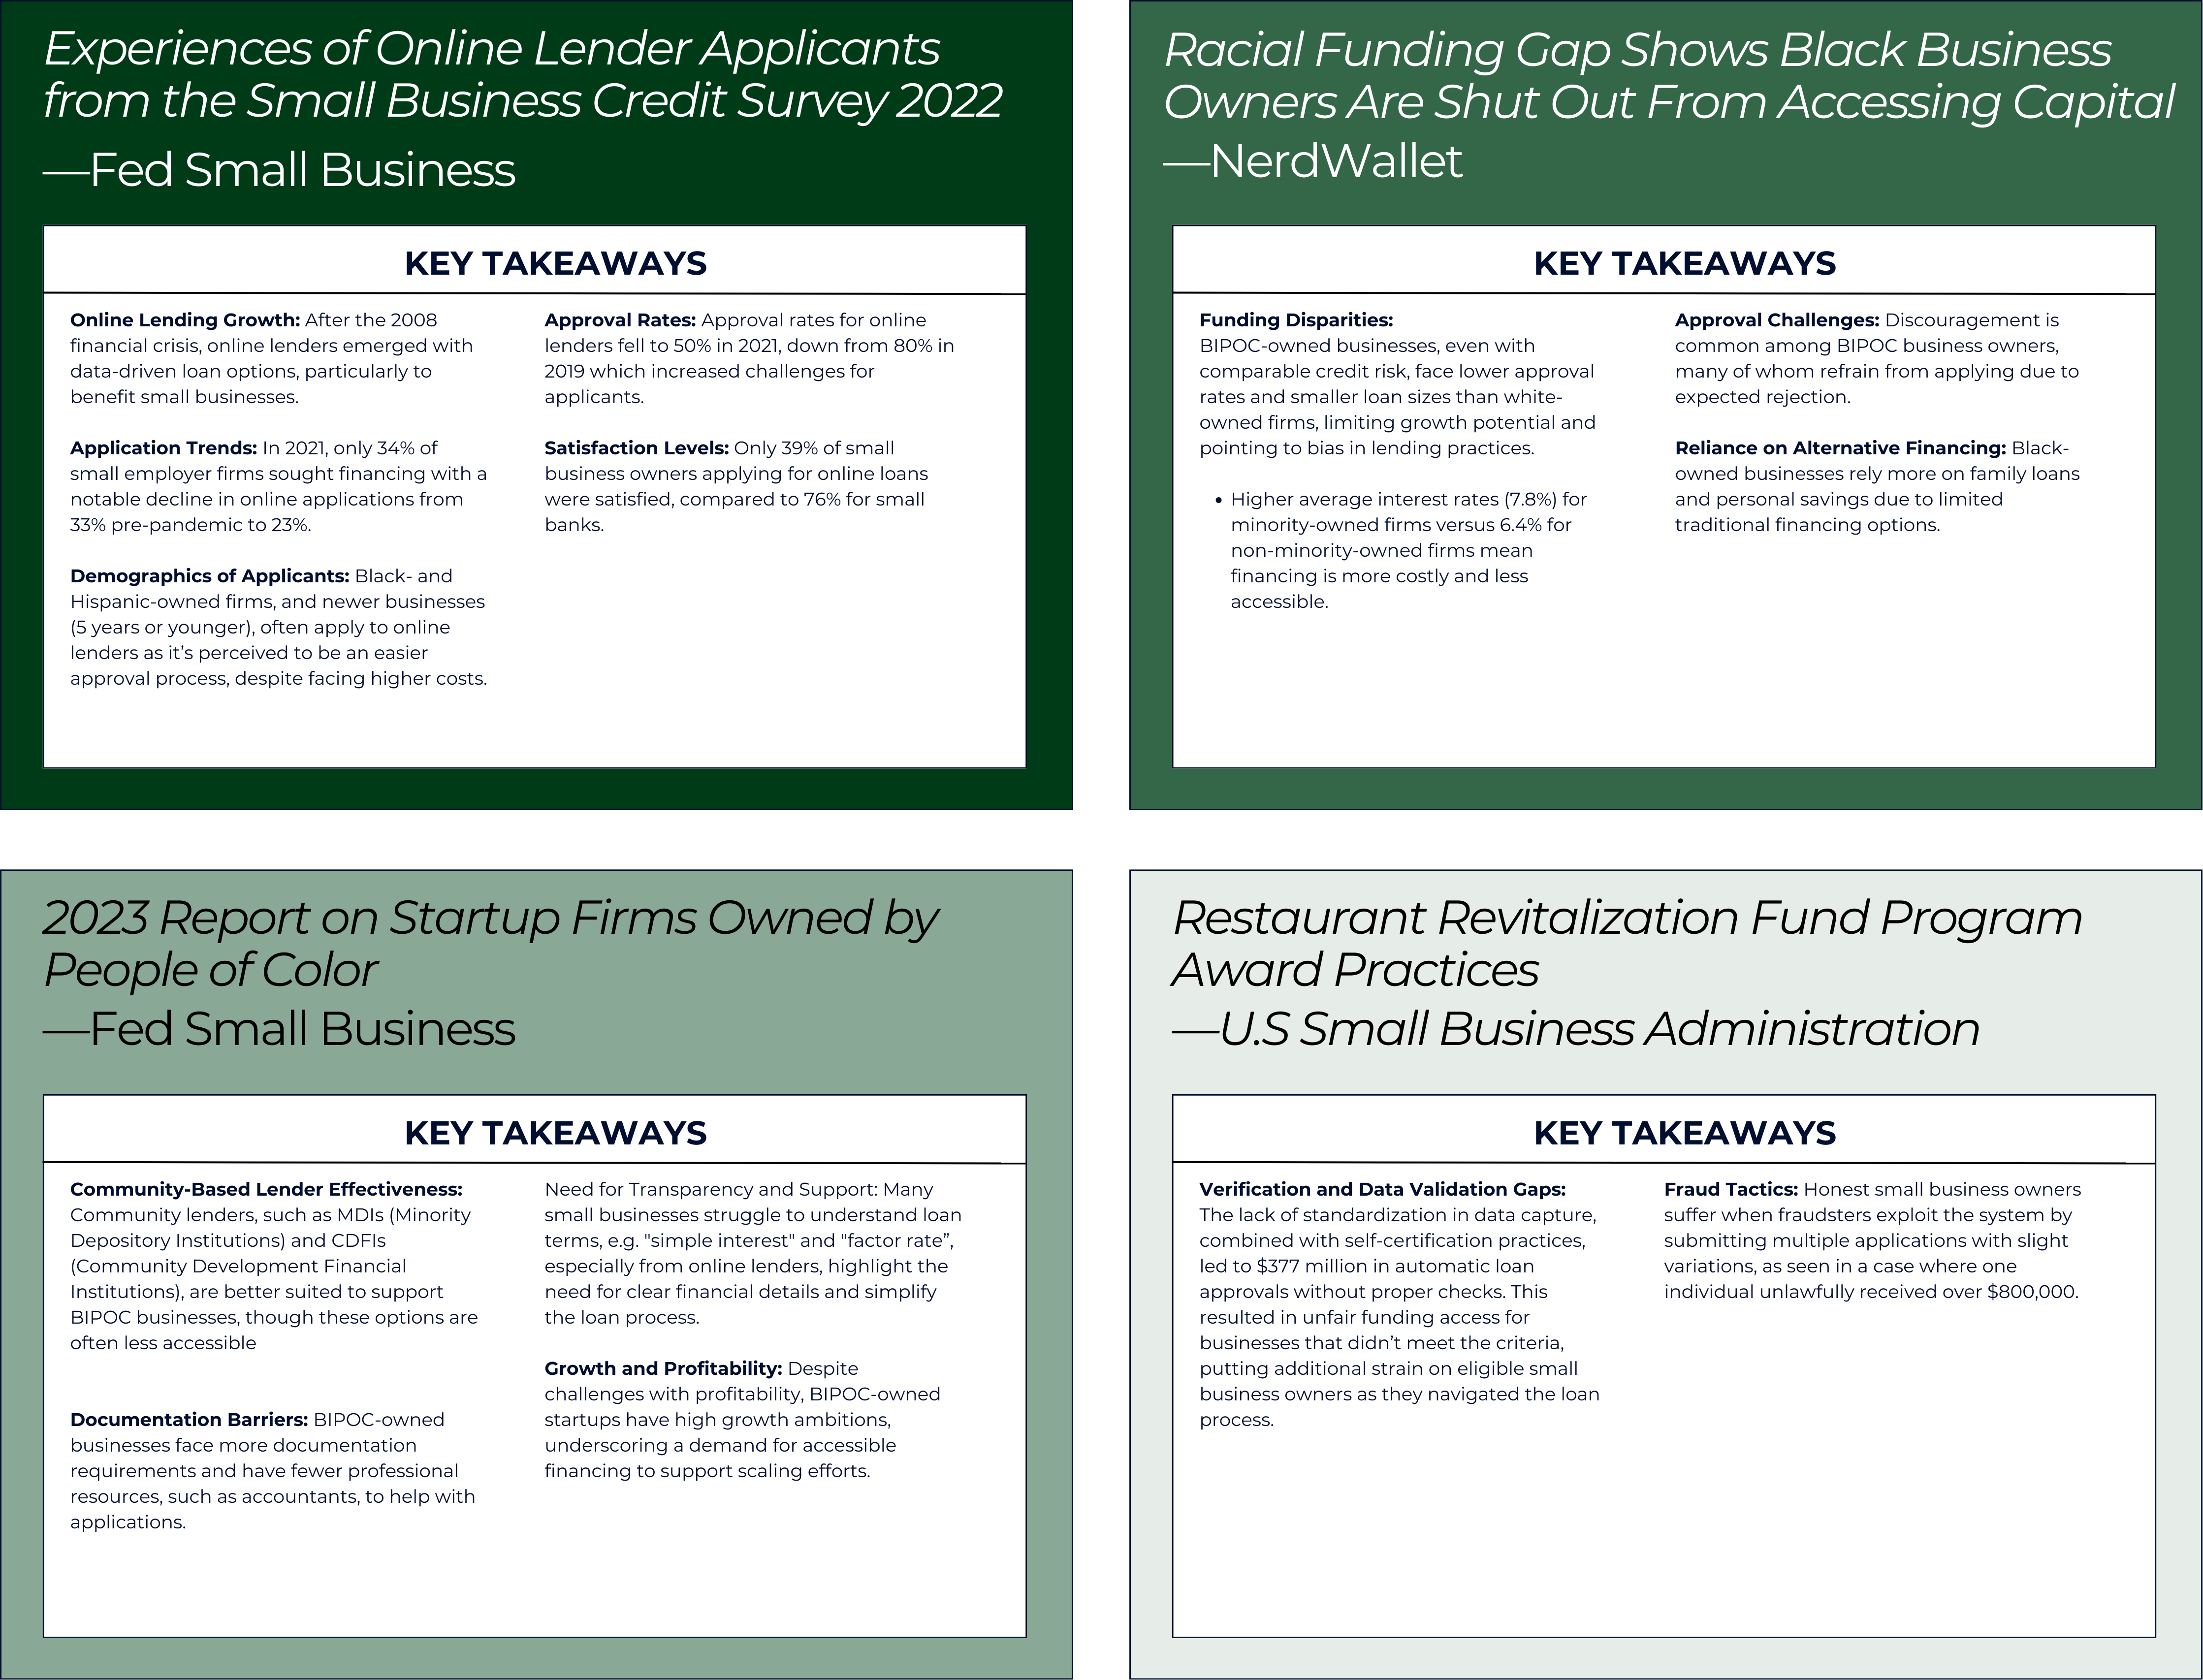 Experiences of Online Lender Applicants
from the Small Business Credit Survey 2022
—Fed Small Business
KEY TAKEAWAYS
Online Lending Growth: After the 2008
financial crisis, online lenders emerged with
data-driven loan options, particularly to
benefit small businesses.
Application Trends: In 2021, only 34% of
small employer firms sought financing with a
notable decline in online applications from
33% pre-pandemic to 23%.
Demographics of Applicants: Black- and
Hispanic-owned firms, and newer businesses
(5 years or younger), often apply to online
lenders as it’s perceived to be an easier
approval process, despite facing higher costs.
Approval Rates: Approval rates for online
lenders fell to 50% in 2021, down from 80% in
2019 which increased challenges for
applicants.
Satisfaction Levels: Only 39% of small
business owners applying for online loans
were satisfied, compared to 76% for small
banks.
Racial Funding Gap Shows Black Business
Owners Are Shut Out From Accessing Capital
—NerdWallet
KEY TAKEAWAYS
Funding Disparities:
BIPOC-owned businesses, even with
comparable credit risk, face lower approval
rates and smaller loan sizes than white-
owned firms, limiting growth potential and
pointing to bias in lending practices.
• Higher average interest rates (7.8%) for
minority-owned firms versus 6.4% for
non-minority-owned firms mean
financing is more costly and less
accessible.
Approval Challenges: Discouragement is
common among BIPOC business owners,
many of whom refrain from applying due to
expected rejection.
Reliance on Alternative Financing: Black-
owned businesses rely more on family loans
and personal savings due to limited
traditional financing options.
2023 Report on Startup Firms Owned by
People of Color
—Fed Small Business
KEY TAKEAWAYS
Community-Based Lender Effectiveness:
Community lenders, such as MDIs (Minority
Depository Institutions) and CDFIs
(Community Development Financial
Institutions), are better suited to support
BIPOC businesses, though these options are
often less accessible
Documentation Barriers: BIPOC-owned
businesses face more documentation
requirements and have fewer professional
resources, such as accountants, to help with
applications.
Need for Transparency and Support: Many
small businesses struggle to understand loan
terms, e.g. "simple interest" and "factor rate”,
especially from online lenders, highlight the
need for clear financial details and simplify
the loan process.
Growth and Profitability: Despite
challenges with profitability, BIPOC-owned
startups have high growth ambitions,
underscoring a demand for accessible
financing to support scaling efforts.
Restaurant Revitalization Fund Program
Award Practices
—U.S Small Business Administration
KEY TAKEAWAYS
Verification and Data Validation Gaps:
The lack of standardization in data capture,
combined with self-certification practices,
led to $377 million in automatic loan
approvals without proper checks. This
resulted in unfair funding access for
businesses that didn’t meet the criteria,
putting additional strain on eligible small
business owners as they navigated the loan
process.
Fraud Tactics: Honest small business owners
suffer when fraudsters exploit the system by
submitting multiple applications with slight
variations, as seen in a case where one
individual unlawfully received over $800,000.